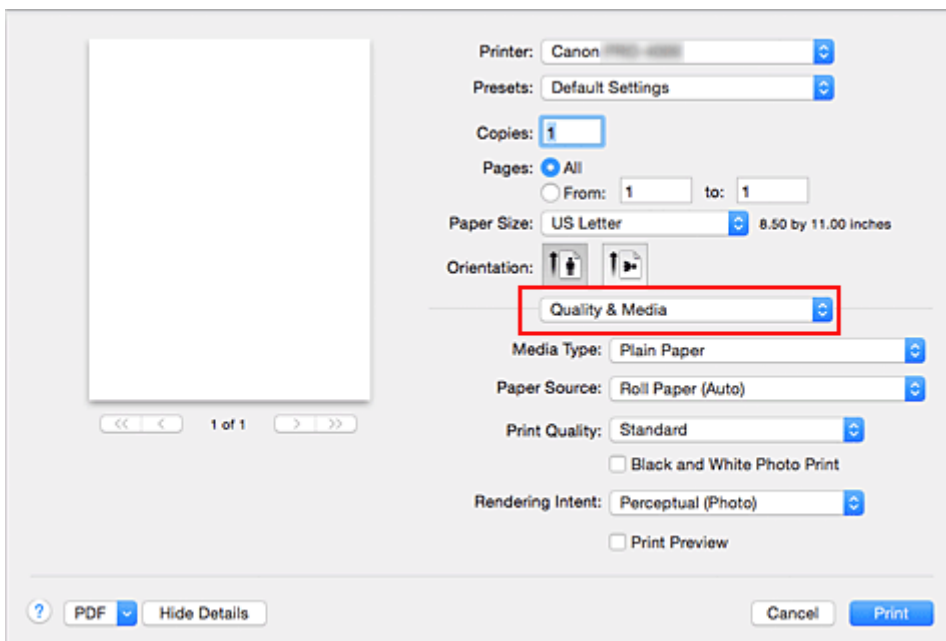 Printer: Canon
Presets: Default Settings
Copies: 1
Pages: All
From: 1 to: 1
Paper Size: US Letter 8.50 by 11.00 inches
Orientation:
Quality & Media
Media Type: Plain Paper
Paper Source: Roll Paper (Auto)
1 of 1
Print Quality: Standard
Black and White Photo Print
Rendering Intent: Perceptual (Photo)
Print Preview
? PDF Hide Details Cancel Print